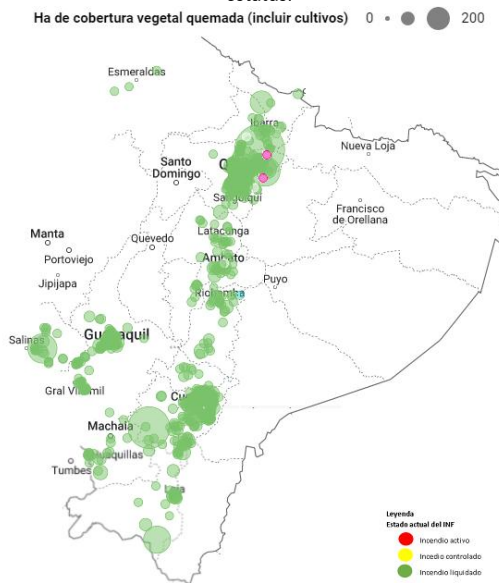 Ha de cobertura vegetal quemada (incluir cultivos) 0 200
Esmeraldas
Ibarra
Nueva Loja
Santo
Domingo
Sangolquí
Francisco
de Orellana
Manta
Quevedo
Latacunga
Portoviejo
Ambato
Puyo
Jipijapa
Riobamba
Salinas
Guayaquil
Gral Villamil
Machala
Tumbes
Loja
Leyenda
Estado actual del INF
Incendio activo
Incedio controlado
Incendio liquidado